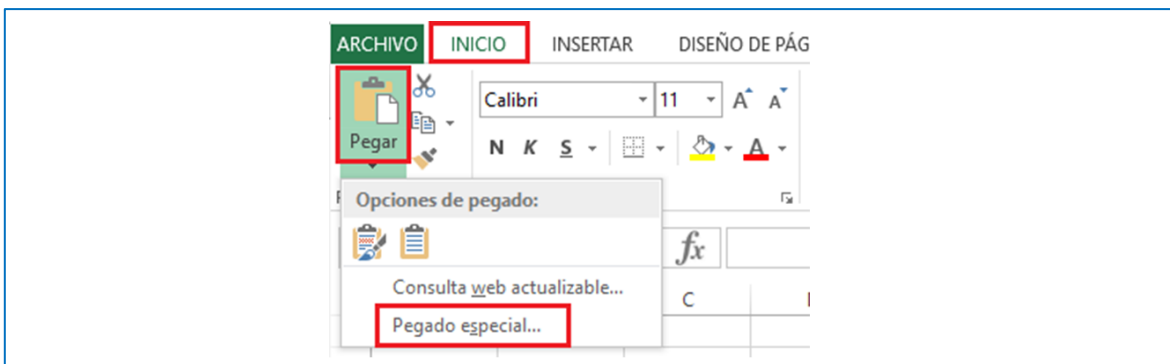 ARCHIVO INICIO INSERTAR DISEÑO DE PÁG
Calibri 11 A A
Pegar N K S A
Opciones de pegado:
fx
Consulta web actualizable...
C
Pegado especial...